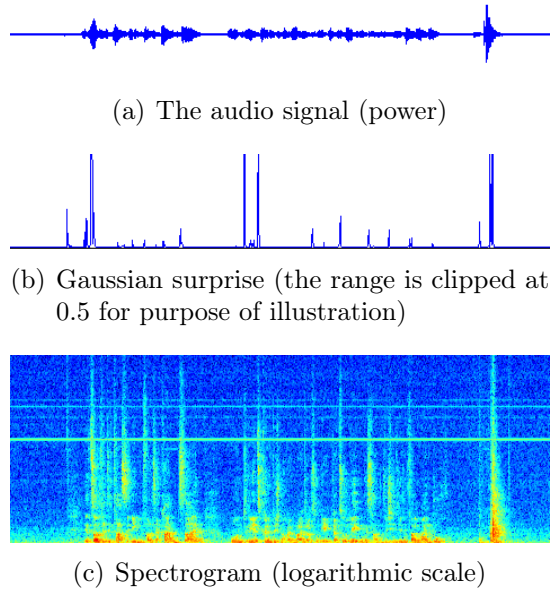 (a) The audio signal (power)
(b) Gaussian surprise (the range is clipped at
0.5 for purpose of illustration)
(c) Spectrogram (logarithmic scale)